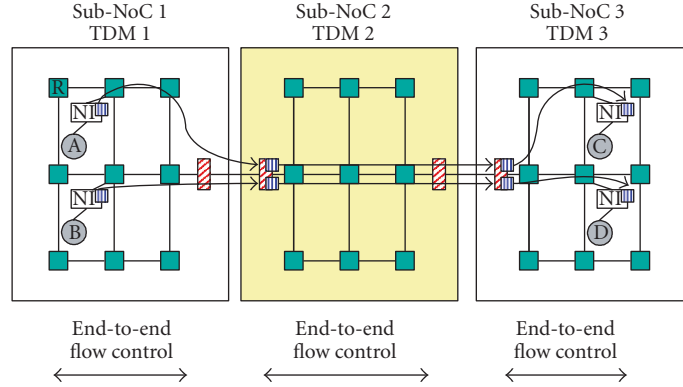 Sub-NoC 1
TDM 1
Sub-NoC 2
TDM 2
Sub-NoC 3
TDM 3
R
NI
A
NI
B
NI
C
NI
D
End-to-end
flow control
End-to-end
flow control
End-to-end
flow control